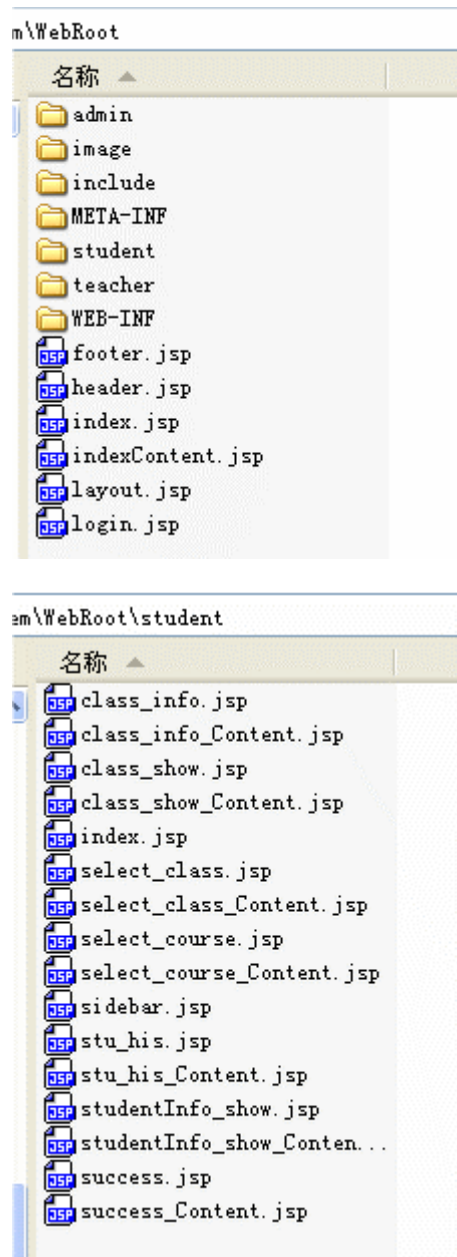 m\WebRoot
名称
admin
image
include
META-INF
student
teacher
WEB-INF
footer.jsp
header.jsp
index.jsp
indexContent.jsp
layout.jsp
login.jsp
em\WebRoot\student
名称
class_info.jsp
class_info_Content.jsp
class_show.jsp
class_show_Content.jsp
index.jsp
select_class.jsp
select_class_Content.jsp
select_course.jsp
select_course_Content.jsp
sidebar.jsp
stu_his.jsp
stu_his_Content.jsp
studentInfo_show.jsp
studentInfo_show_Conten...
success.jsp
success_Content.jsp